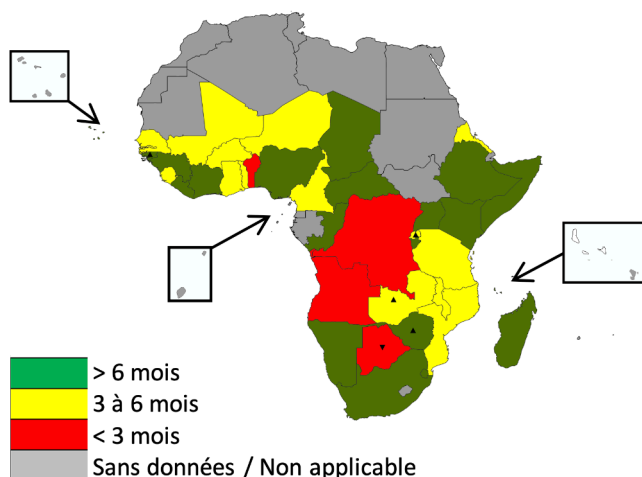 > 6 mois
3 à 6 mois
< 3 mois
Sans données / Non applicable